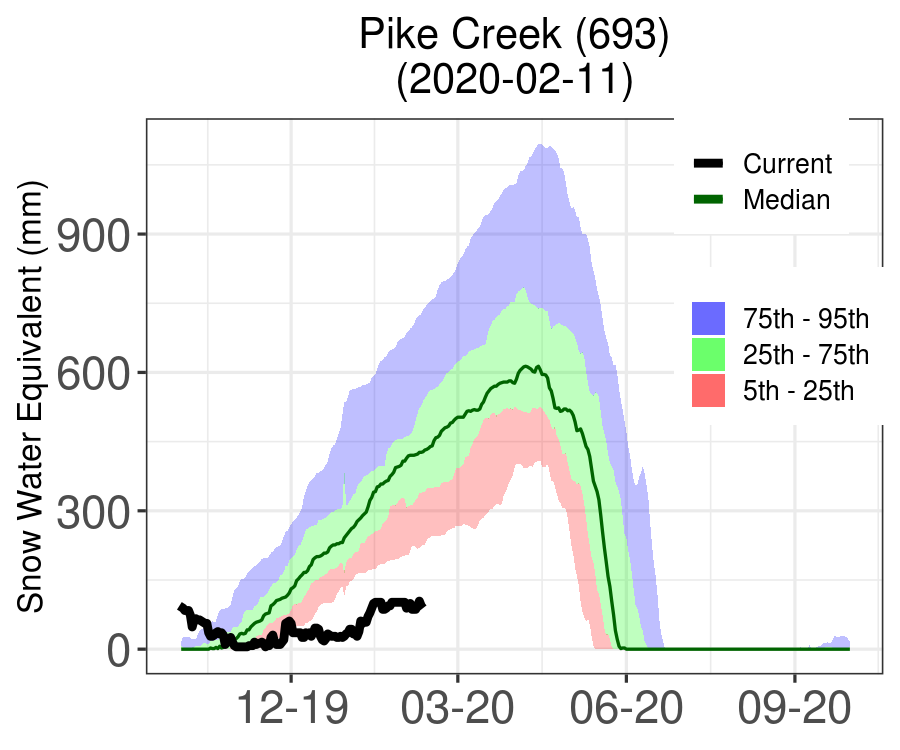 Pike Creek (693)
(2020-02-11)
Snow Water Equivalent (mm)
900
600
300
0
12-19
03-20
06-20
09-20
Current
Median
75th - 95th
25th - 75th
5th - 25th